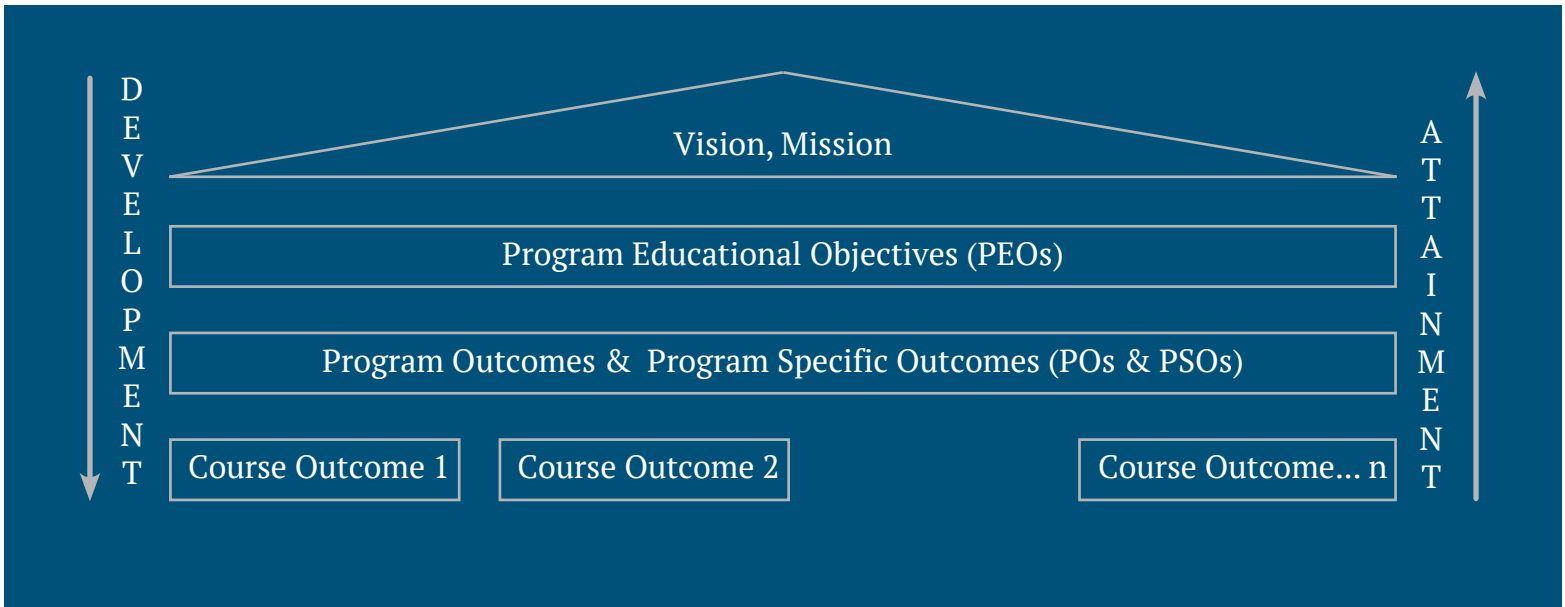 DEVELOPMENT
Vision, Mission
Program Educational Objectives (PEOs)
Program Outcomes & Program Specific Outcomes (POs & PSOs)
Course Outcome 1
Course Outcome 2
Course Outcome... n
ATTAINMENT